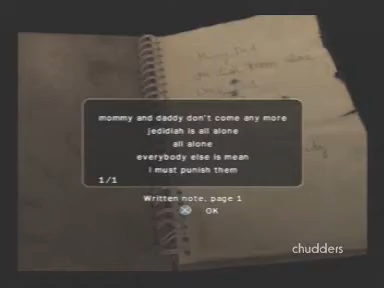 mommy and daddy don't come any more
jedidiah is all alone
all alone
everybody else is mean
I must punish them
1/1
Written note, page 1
OK
chudders